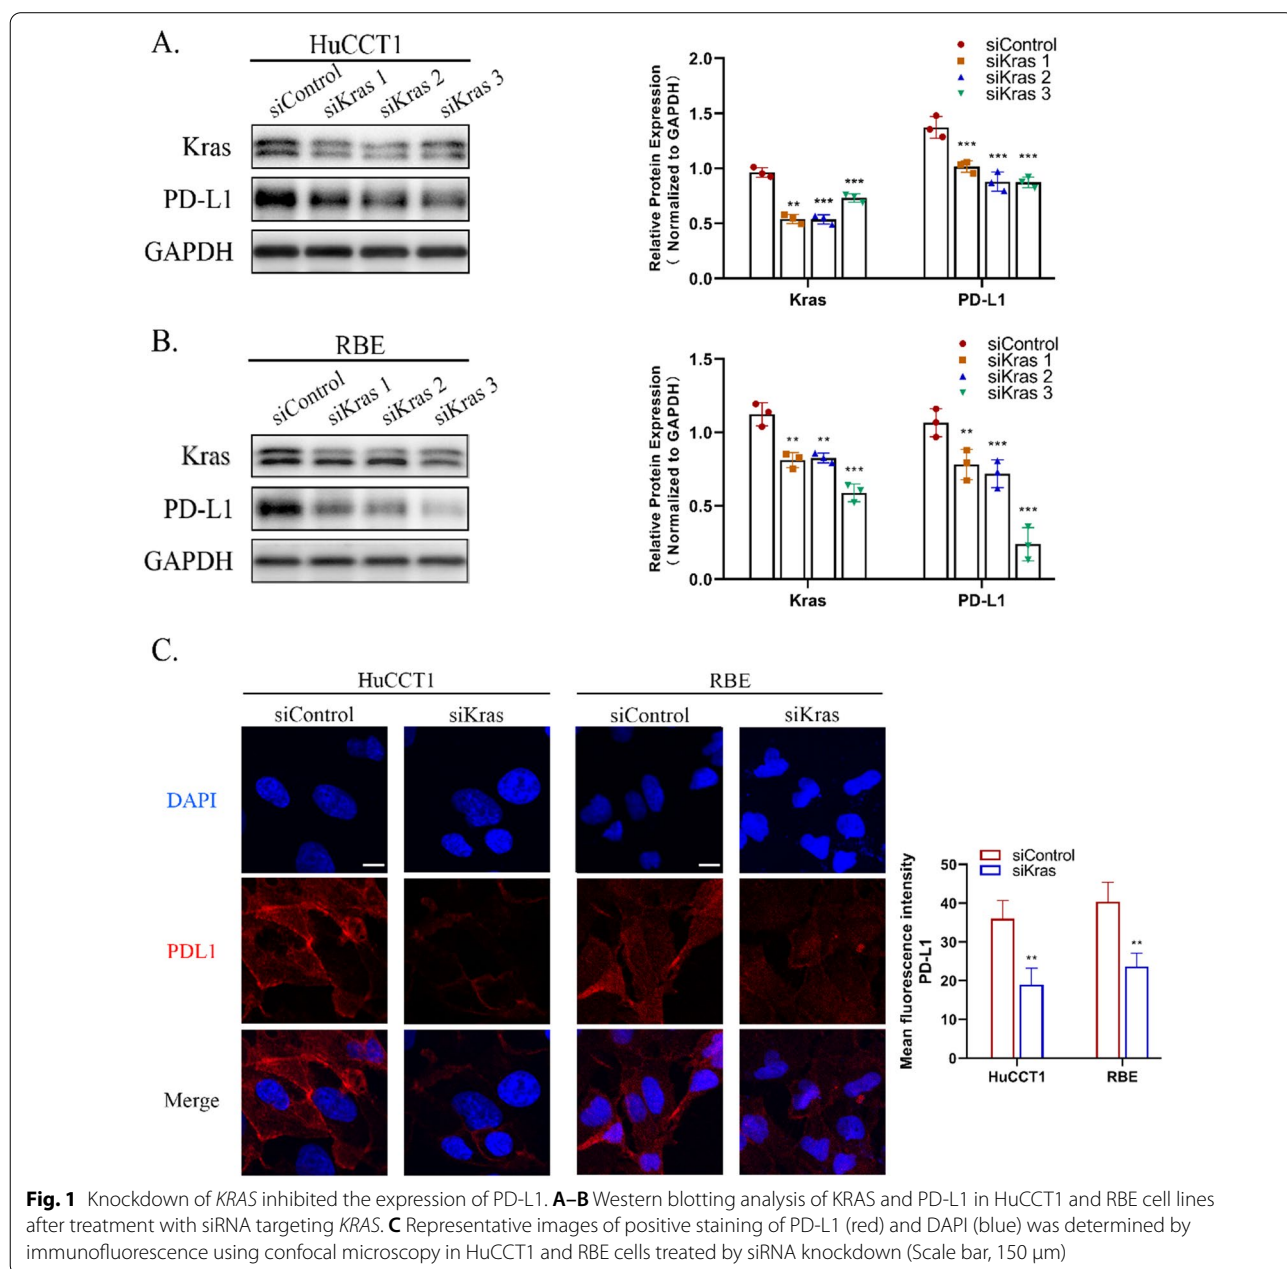 A.
HuCCT1
siControl siKras 1 siKras 2 siKras 3
Kras
PD-L1
GAPDH
siControl
siKras 1
siKras 2
siKras 3
Relative Protein Expression
( Normalized to GAPDH)
2.0
1.5
1.0
0.5
0.0
** *** ***
*** *** ***
Kras PD-L1
B.
RBE
siControl siKras 1 siKras 2 siKras 3
Kras
PD-L1
GAPDH
siControl
siKras 1
siKras 2
siKras 3
Relative Protein Expression
( Normalized to GAPDH)
1.5
1.0
0.5
0.0
** ** ***
** *** ***
Kras PD-L1
C.
HuCCT1 RBE
siControl siKras siControl siKras
DAPI
PDL1
Merge
siControl
siKras
Mean fluorescence intensity
PD-L1
50
40
30
20
10
0
** **
HuCCT1 RBE
Fig. 1 Knockdown of KRAS inhibited the expression of PD-L1. A–B Western blotting analysis of KRAS and PD-L1 in HuCCT1 and RBE cell lines
after treatment with siRNA targeting KRAS. C Representative images of positive staining of PD-L1 (red) and DAPI (blue) was determined by
immunofluorescence using confocal microscopy in HuCCT1 and RBE cells treated by siRNA knockdown (Scale bar, 150 μm)